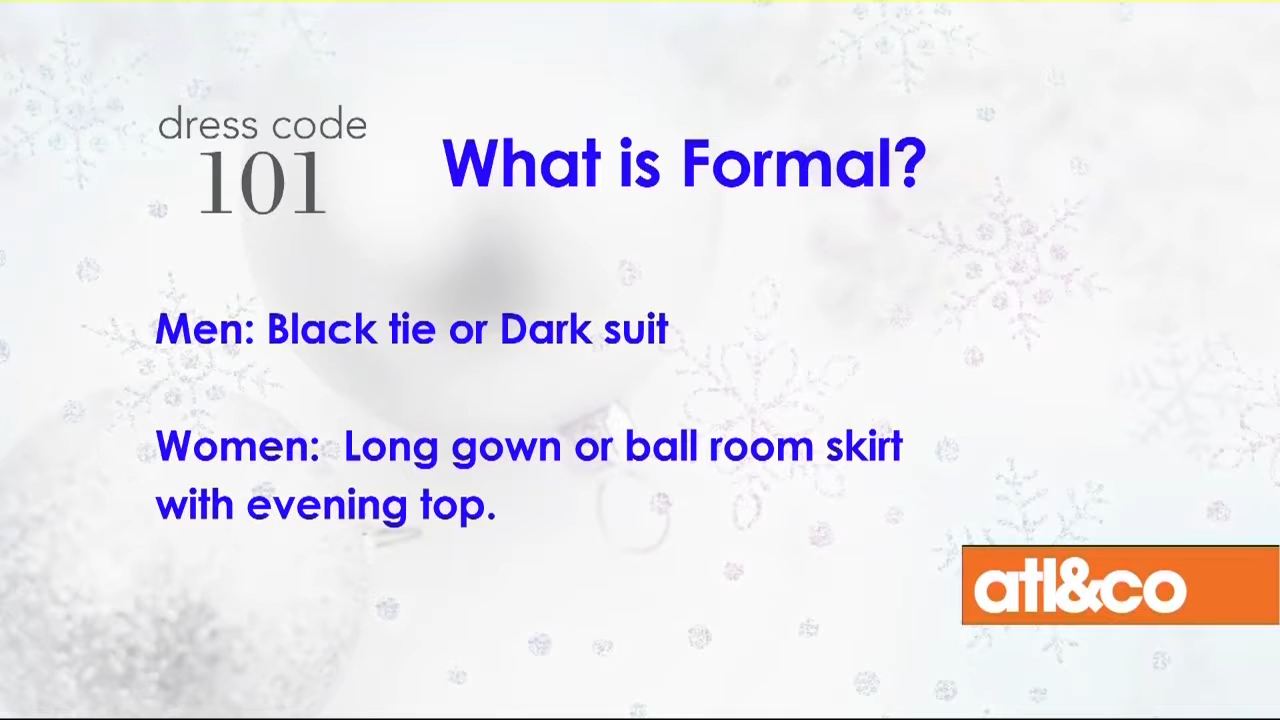 dress code
101
What is Formal?
Men: Black tie or Dark suit
Women:  Long gown or ball room skirt
with evening top.
atl&co